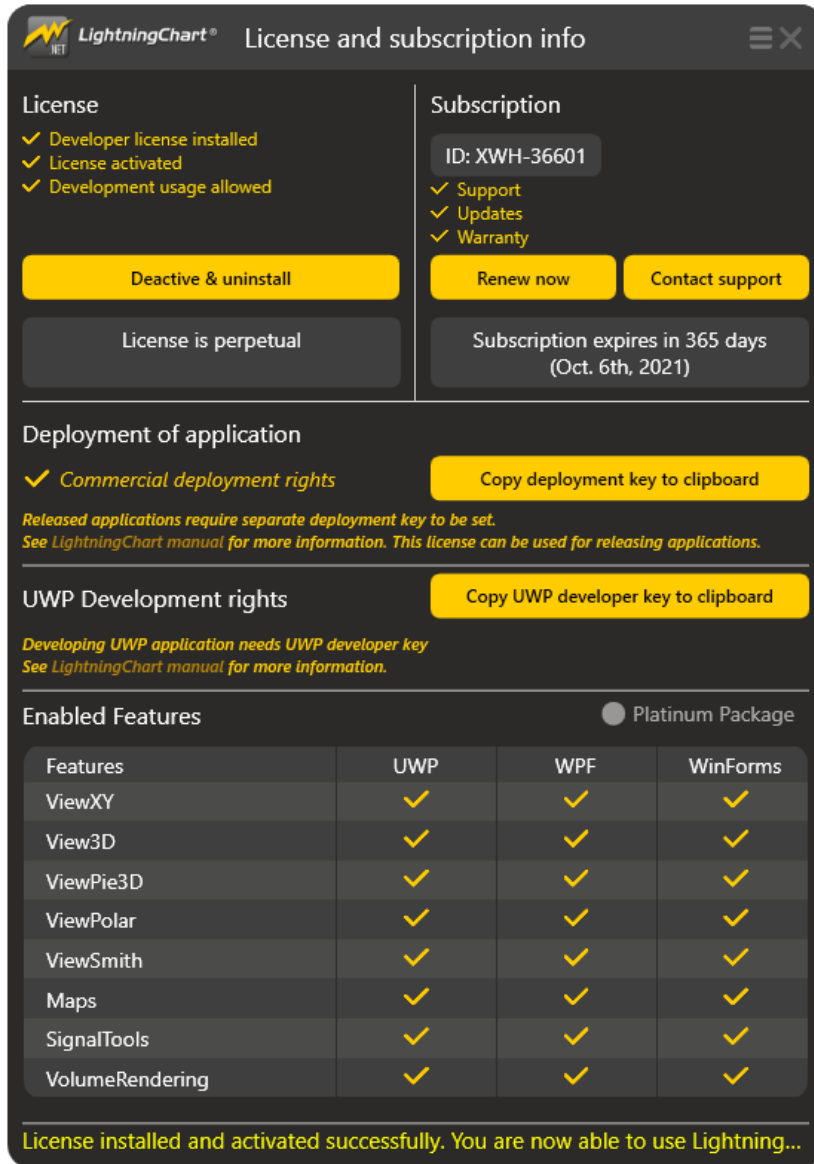 LightningChart® License and subscription info
.NET
License
Developer license installed
License activated
Development usage allowed
Deactive & uninstall
License is perpetual
Subscription
ID: XWH-36601
Support
Updates
Warranty
Renew now Contact support
Subscription expires in 365 days
(Oct. 6th, 2021)
Deployment of application
Commercial deployment rights Copy deployment key to clipboard
Released applications require separate deployment key to be set.
See LightningChart manual for more information. This license can be used for releasing applications.
UWP Development rights Copy UWP developer key to clipboard
Developing UWP application needs UWP developer key
See LightningChart manual for more information.
Enabled Features Platinum Package
Features UWP WPF WinForms
ViewXY
View3D
ViewPie3D
ViewPolar
ViewSmith
Maps
SignalTools
VolumeRendering
License installed and activated successfully. You are now able to use Lightning...